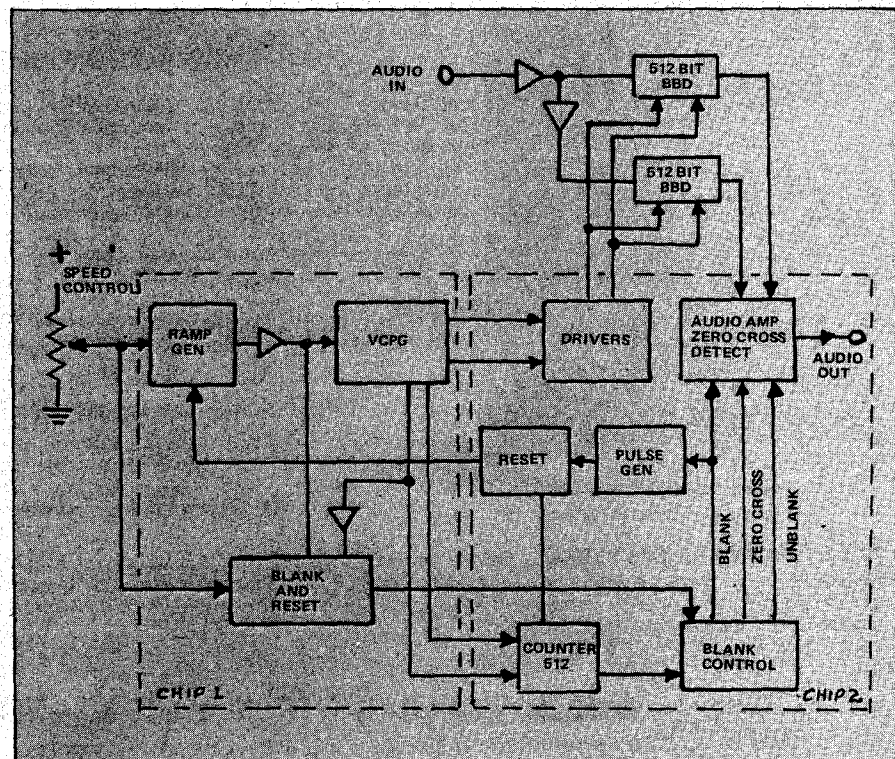 AUDIO
IN
512 BIT
BBD
512 BIT
BBD
+
SPEED
CONTROL
RAMP
GEN
VCPG
DRIVERS
AUDIO AMP
ZERO CROSS
DETECT
AUDIO
OUT
RESET
PULSE
GEN
BLANK
ZERO CROSS
UNBLANK
BLANK
AND
RESET
COUNTER
512
BLANK
CONTROL
CHIP 1
CHIP 2